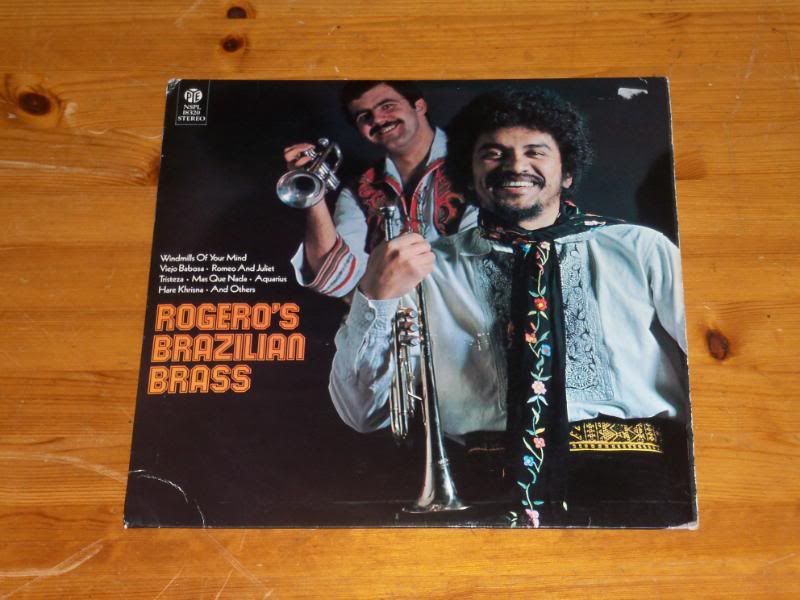 PYE
NSPL
18320
STEREO
Windmills Of Your Mind
Viejo Babosa • Romeo And Juliet
Tristeza • Mas Que Nada • Aquarius
Hare Khrisna • And Others
ROGERO'S
BRAZILIAN
BRASS